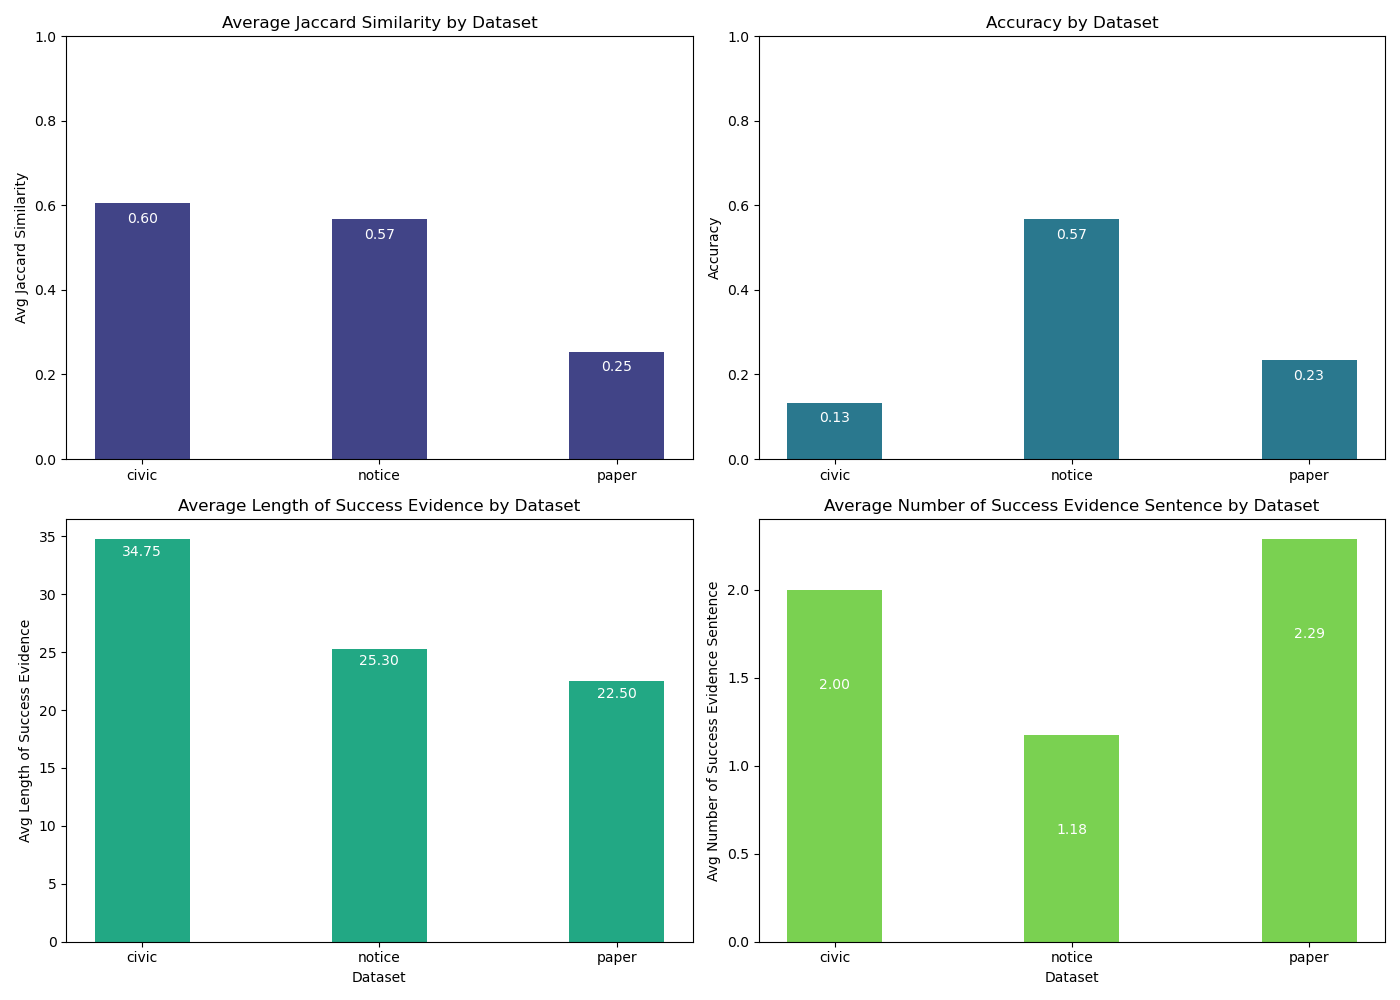 Average Jaccard Similarity by Dataset
Avg Jaccard Similarity
1.0
0.8
0.6
0.4
0.2
0.0
0.60
0.57
0.25
civic notice paper
Accuracy by Dataset
Accuracy
1.0
0.8
0.6
0.4
0.2
0.0
0.13
0.57
0.23
civic notice paper
Average Length of Success Evidence by Dataset
Avg Length of Success Evidence
35
30
25
20
15
10
5
0
34.75
25.30
22.50
civic notice paper
Dataset
Average Number of Success Evidence Sentence by Dataset
Avg Number of Success Evidence Sentence
2.0
1.5
1.0
0.5
0.0
2.00
1.18
2.29
civic notice paper
Dataset